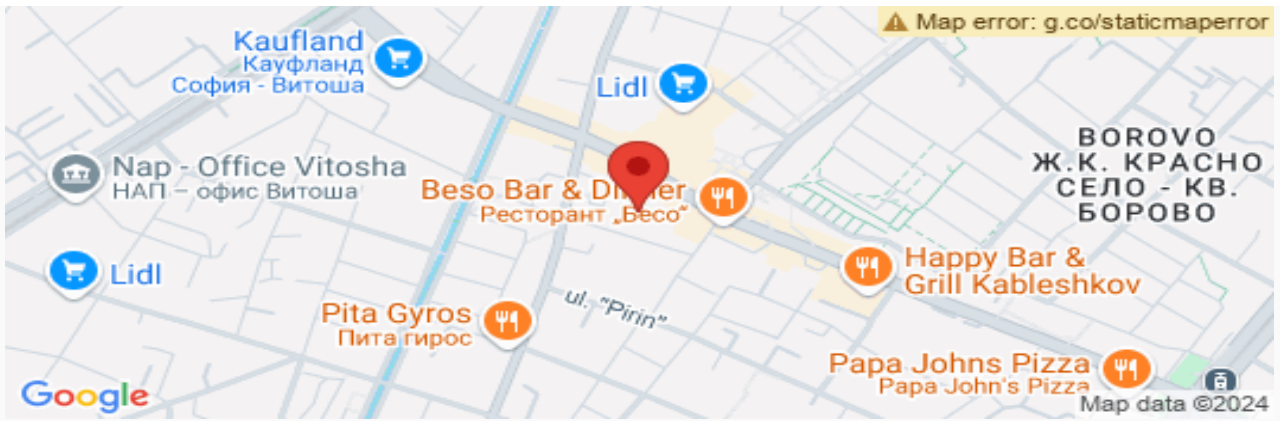 Map error: g.co/staticmaperror
Kaufland
Кауфланд
София - Витоша
Lidl
BOROVO
Ж.К. КРАСНО
СЕЛО - КВ.
БОРОВО
Nap - Office Vitosha
НАП – офис Витоша
Beso Bar & Dinner
Ресторант „Бесо“
Happy Bar &
Grill Kableshkov
Lidl
ul. "Pirin"
Pita Gyros
Пита гирос
Papa Johns Pizza
Papa John's Pizza
Google
Map data ©2024